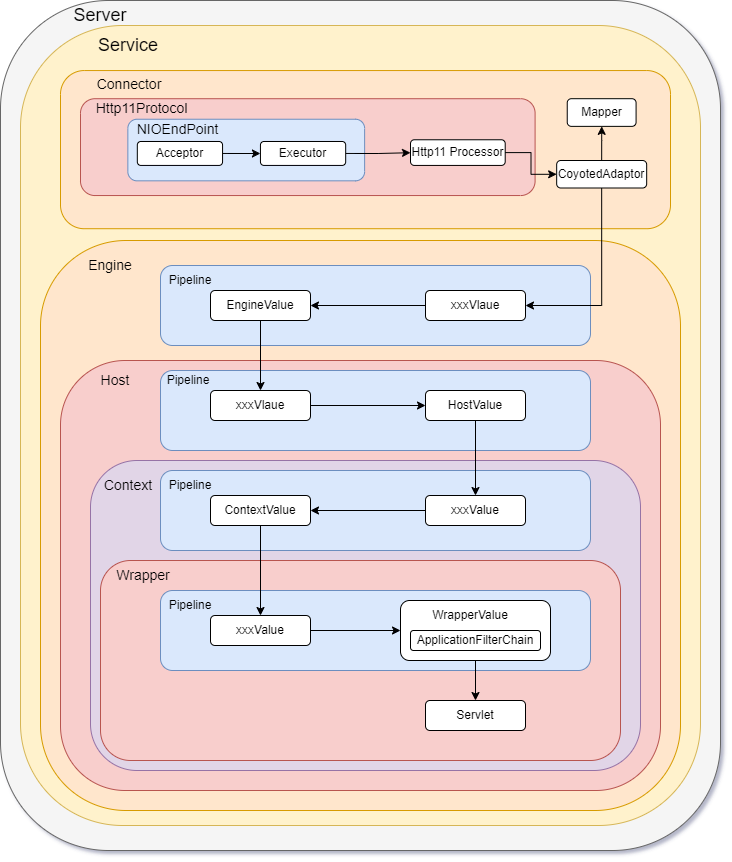 Server
Service
Connector
Http11Protocol
NIOEndPoint
Acceptor
Executor
Http11 Processor
Mapper
CoyotedAdaptor
Engine
Pipeline
EngineValue
xxxVlaue
Host
Pipeline
xxxVlaue
HostValue
Context
Pipeline
ContextValue
xxxValue
Wrapper
Pipeline
xxxValue
WrapperValue
ApplicationFilterChain
Servlet